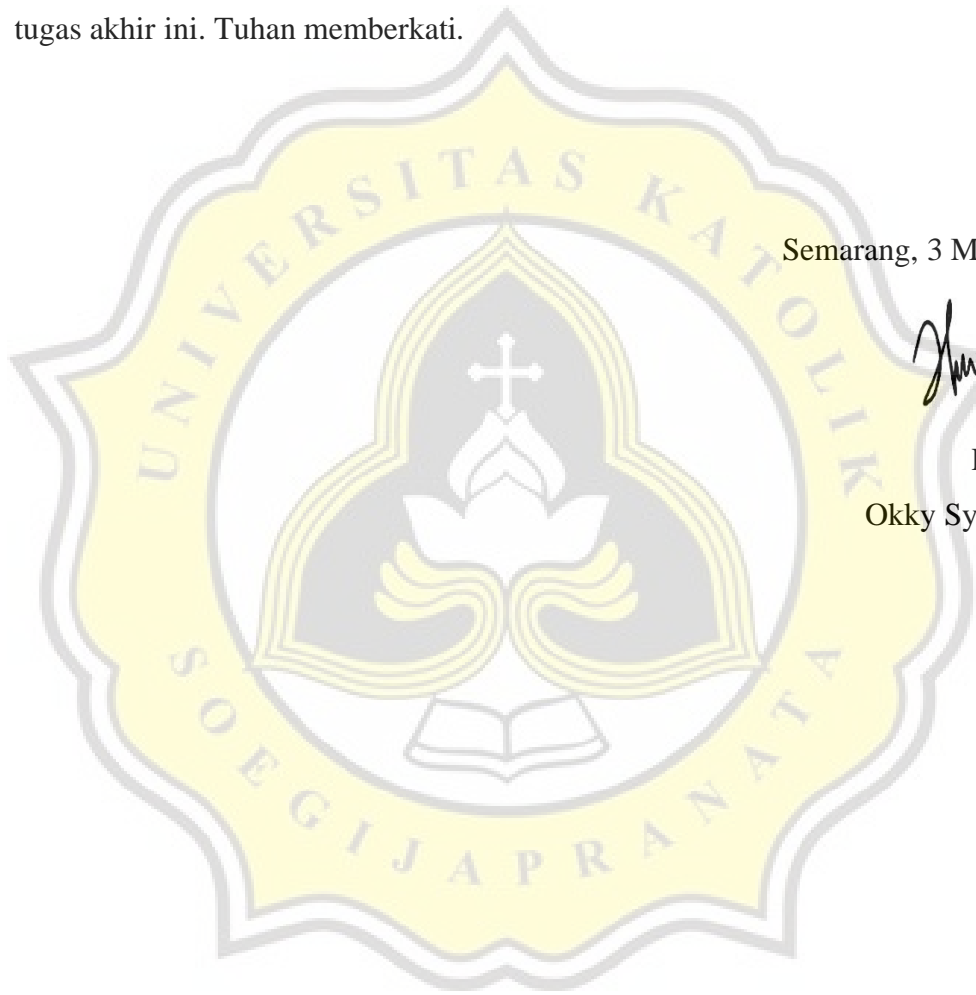 tugas akhir ini. Tuhan memberkati.
UNIVERSITAS KATOLIK
Semarang, 3 M
Okky Sy
SOEGIJAPRANATA